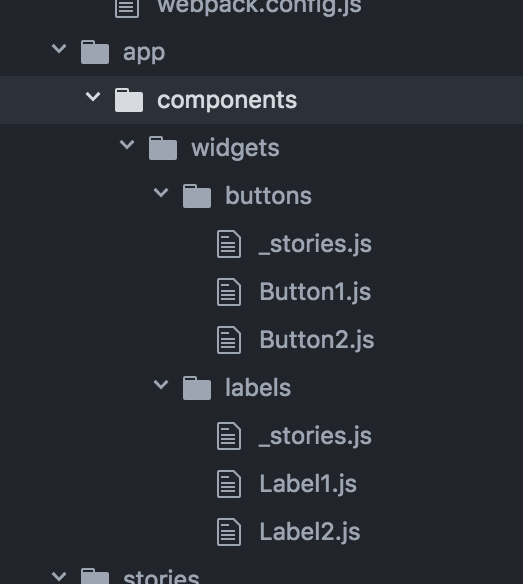 webpack.config.js
app
components
widgets
buttons
_stories.js
Button1.js
Button2.js
labels
_stories.js
Label1.js
Label2.js
stories